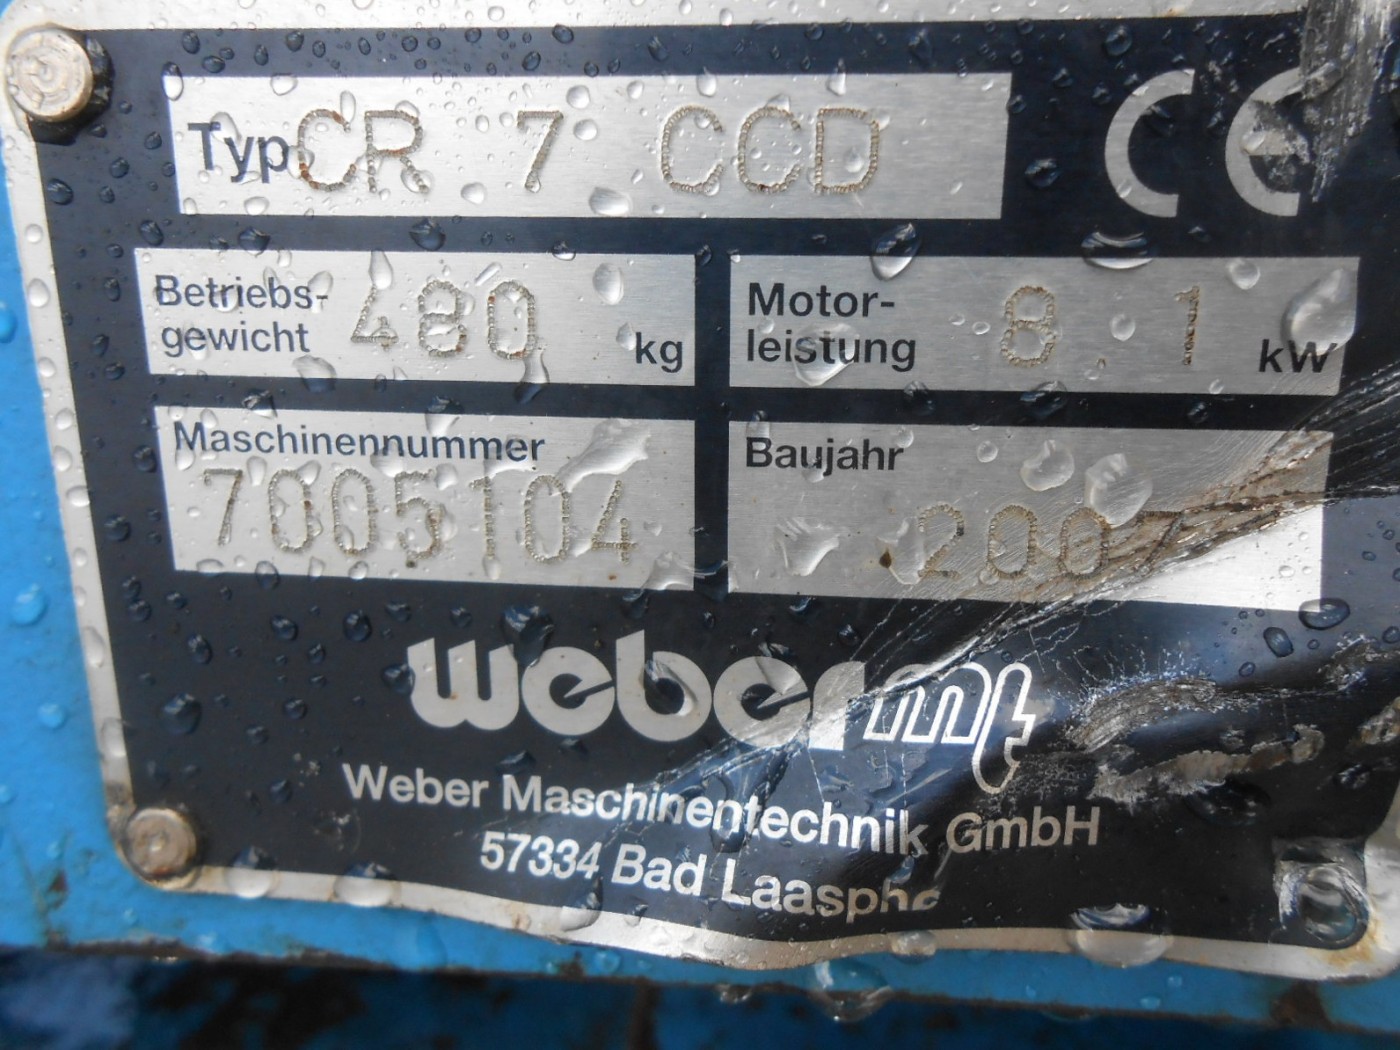 Typ CR 7 CCD CE
Betriebs-
gewicht 480 kg
Motor-
leistung 8.1 kW
Maschinennummer
7005104
Baujahr
2007
weber mt
Weber Maschinentechnik GmbH
57334 Bad Laasphe